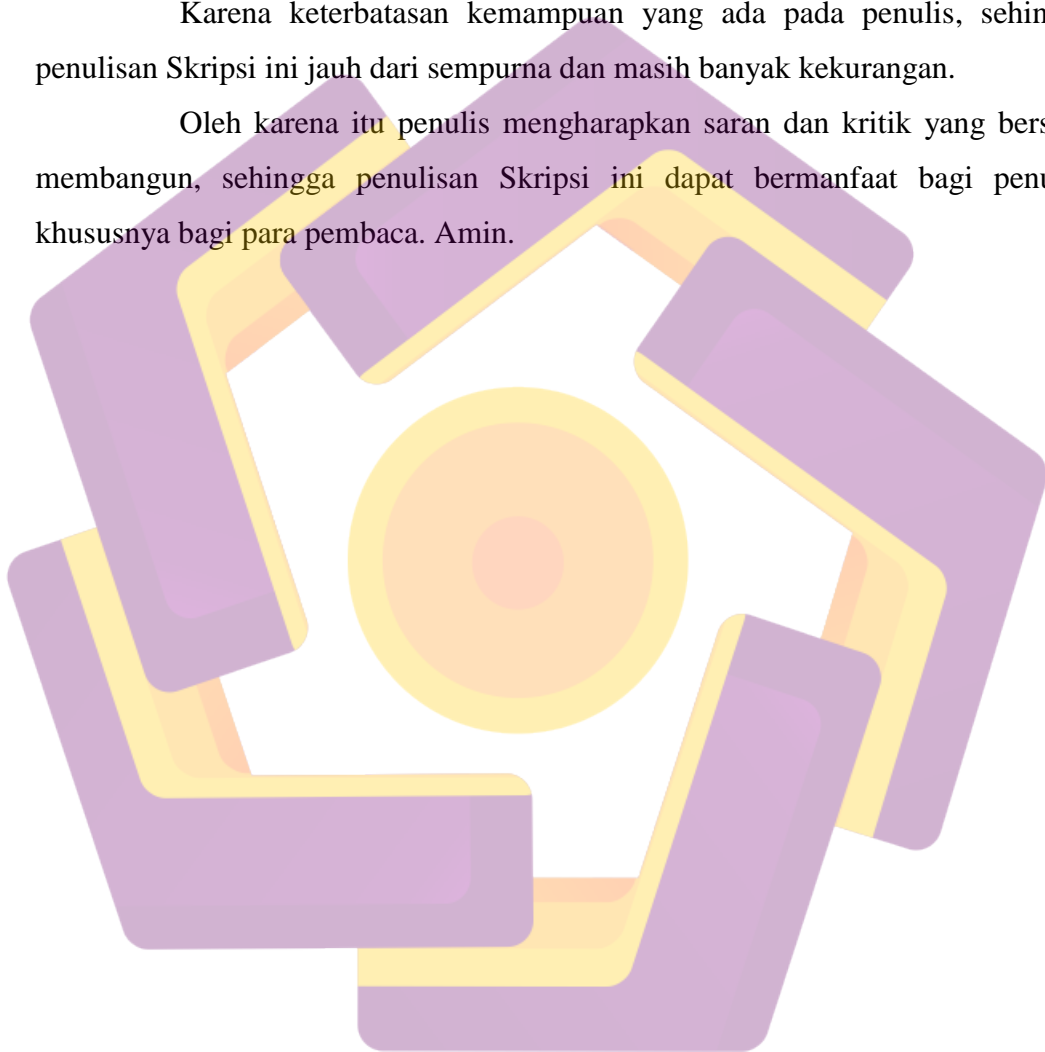 Karena keterbatasan kemampuan yang ada pada penulis, sehin
penulisan Skripsi ini jauh dari sempurna dan masih banyak kekurangan.
Oleh karena itu penulis mengharapkan saran dan kritik yang bers
membangun, sehingga penulisan Skripsi ini dapat bermanfaat bagi penu
khususnya bagi para pembaca. Amin.